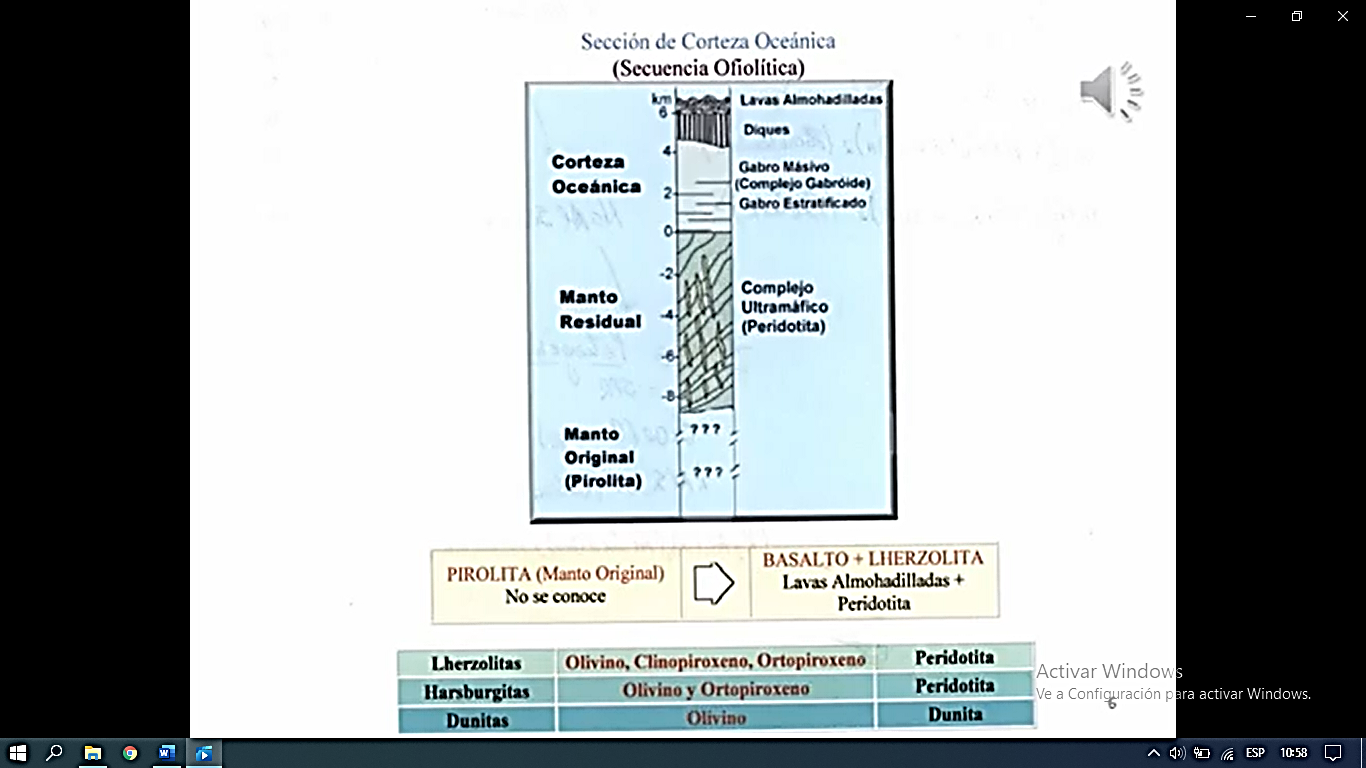 Sección de Corteza Oceánica
(Secuencia Ofiolítica)
km
Lavas Almohadilladas
6
Diques
4
Corteza
Oceánica
Gabro Másivo
(Complejo Gabróide)
2
Gabro Estratificado
0
-2
Manto
Residual
Complejo
Ultramáfico
(Peridotita)
-4
-6
-8
Manto
Original
(Pirolita)
???
???
PIROLITA (Manto Original)
No se conoce
BASALTO + LHERZOLITA
Lavas Almohadilladas +
Peridotita
Lherzolitas Olivino, Clinopiroxeno, Ortopiroxeno Peridotita
Harsburgitas Olivino y Ortopiroxeno Peridotita
Dunitas Olivino Dunita
Activar Windows
Ve a Configuración para activar Windows.
6
ESP 10:58